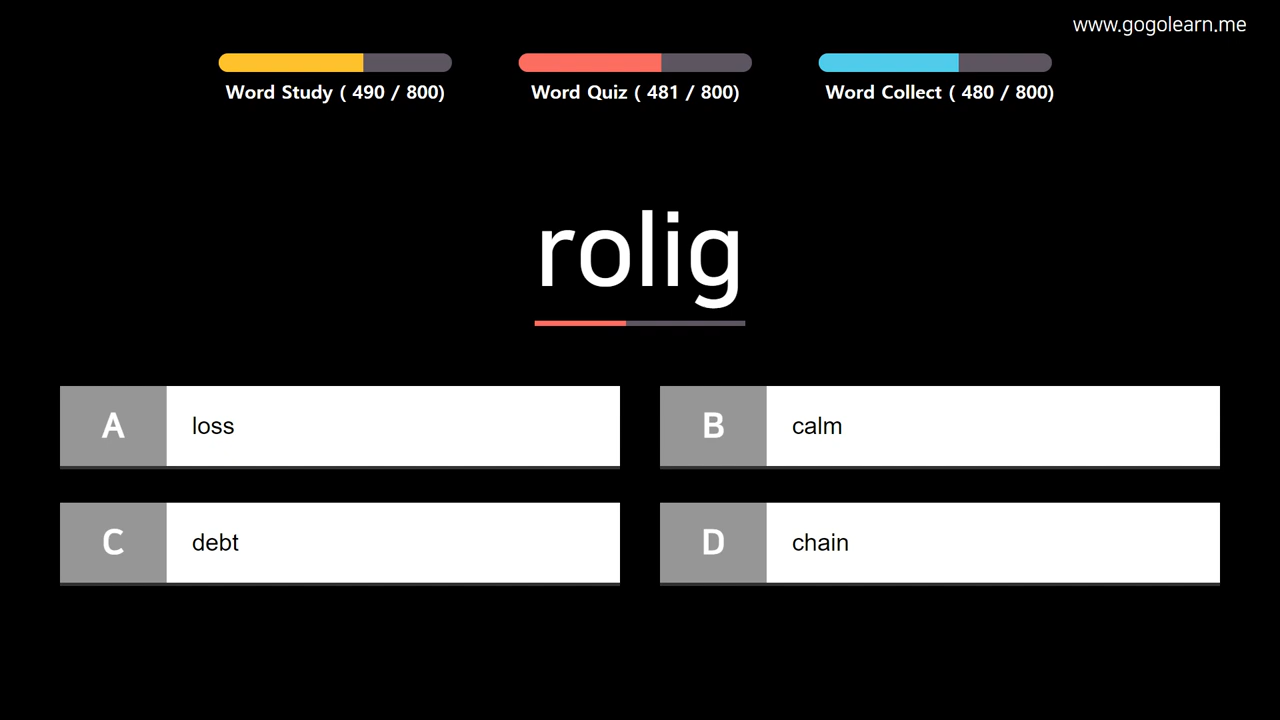 www.gogolearn.me
Word Study ( 490 / 800)
Word Quiz ( 481 / 800)
Word Collect ( 480 / 800)
rolig
A loss
B calm
C debt
D chain